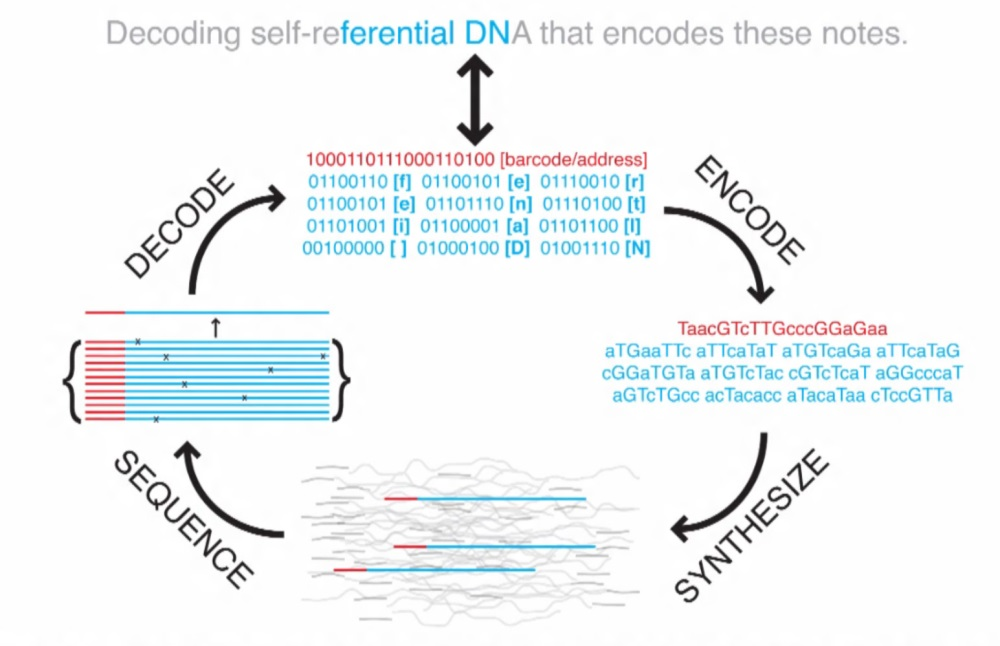 Decoding self-referential DNA that encodes these notes.
1000110111000110100 [barcode/address]
01100110 [f] 01100101 [e] 01110010 [r]
01100101 [e] 01101110 [n] 01110100 [t]
01101001 [i] 01100001 [a] 01101100 [l]
00100000 [ ] 01000100 [D] 01001110 [N]
DECODE
ENCODE
TaacGTcTTGcccGGaGaa
aTGaaTTc aTTcaTaT aTGTcaGa aTTcaTaG
cGGaTGTa aTGTcTac cGTcTcaT aGGcccaT
aGTcTGcc acTacacc aTacaTaa cTccGTTa
x
x
x
x
x
x
x
SEQUENCE
SYNTHESIZE